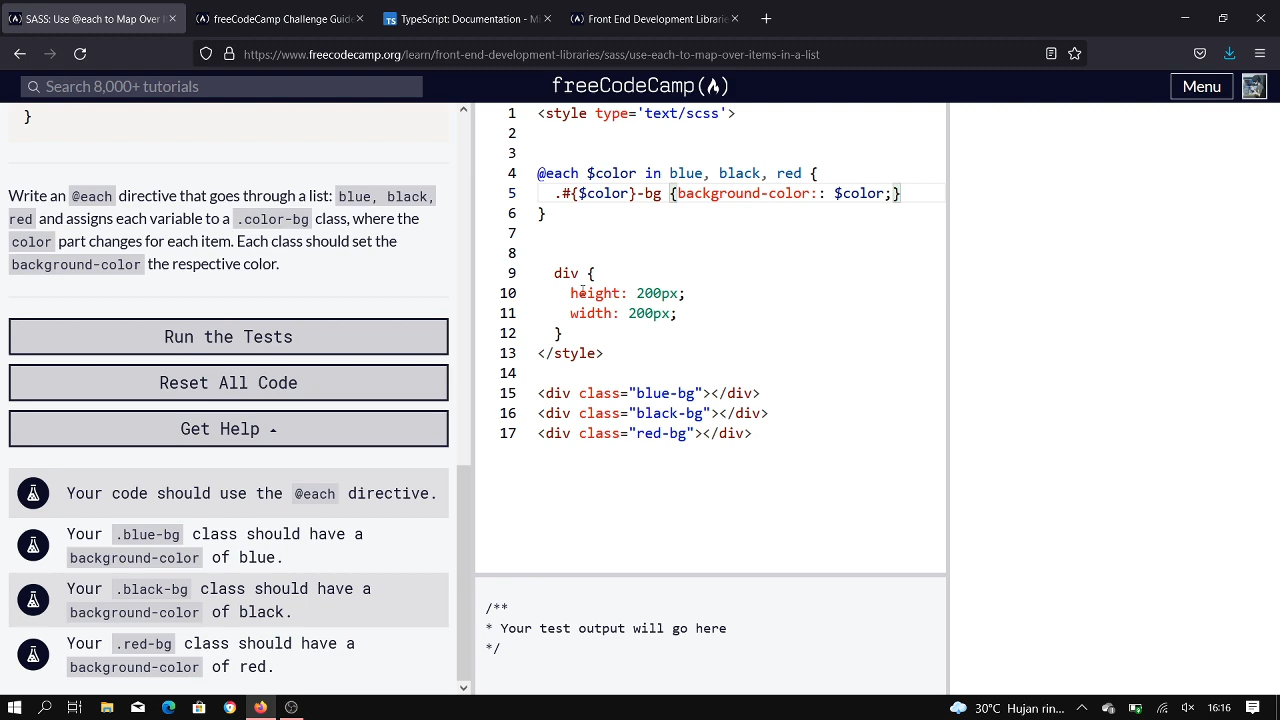 SASS: Use @each to Map Over I
freeCodeCamp Challenge Guide
TS TypeScript: Documentation - M
Front End Development Librarie
https://www.freecodecamp.org/learn/front-end-development-libraries/sass/use-each-to-map-over-items-in-a-list
Search 8,000+ tutorials
freeCodeCamp
Menu
}
Write an @each directive that goes through a list: blue, black,
red and assigns each variable to a .color-bg class, where the
color part changes for each item. Each class should set the
background-color the respective color.
Run the Tests
Reset All Code
Get Help
Your code should use the @each directive.
Your .blue-bg class should have a
background-color of blue.
Your .black-bg class should have a
background-color of black.
Your .red-bg class should have a
background-color of red.
1 <style type='text/scss'>
2
3
4 @each $color in blue, black, red {
5 .#{$color}-bg {background-color:: $color;}
6 }
7
8
9 div {
10 height: 200px;
11 width: 200px;
12 }
13 </style>
14
15 <div class="blue-bg"></div>
16 <div class="black-bg"></div>
17 <div class="red-bg"></div>
/**
* Your test output will go here
*/
30°C Hujan rin...
16:16